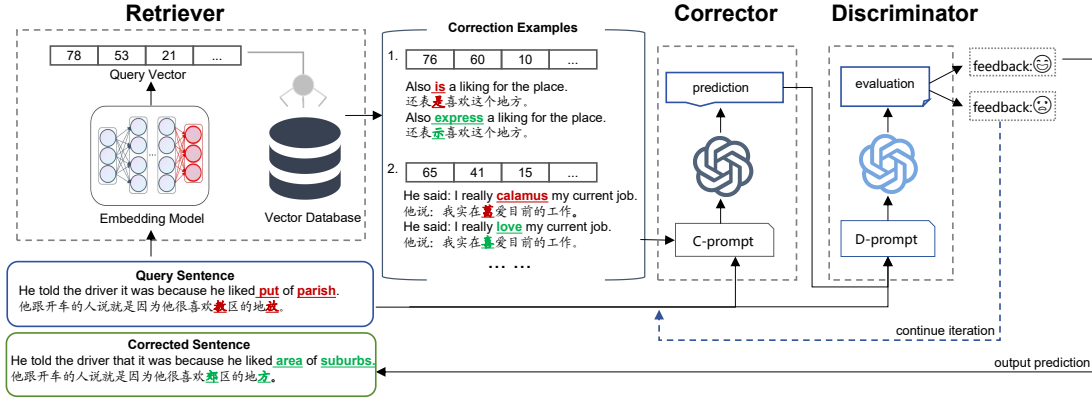 Retriever
Correction Examples
Corrector
Discriminator
78 53 21 ...
Query Vector
Embedding Model
Vector Database
1. 76 60 10 ...
Also is a liking for the place.
还表是喜欢这个地方。
Also express a liking for the place.
还表示喜欢这个地方。
2. 65 41 15 ...
He said: I really calamus my current job.
他说：我实在菖爱目前的工作。
He said: I really love my current job.
他说：我实在喜爱目前的工作。
... ...
prediction
C-prompt
evaluation
D-prompt
feedback:
feedback:
continue iteration
output prediction
Query Sentence
He told the driver it was because he liked put of parish.
他跟开车的人说就是因为他很喜欢教区的地放。
Corrected Sentence
He told the driver that it was because he liked area of suburbs.
他跟开车的人说就是因为他很喜欢郊区的地方。